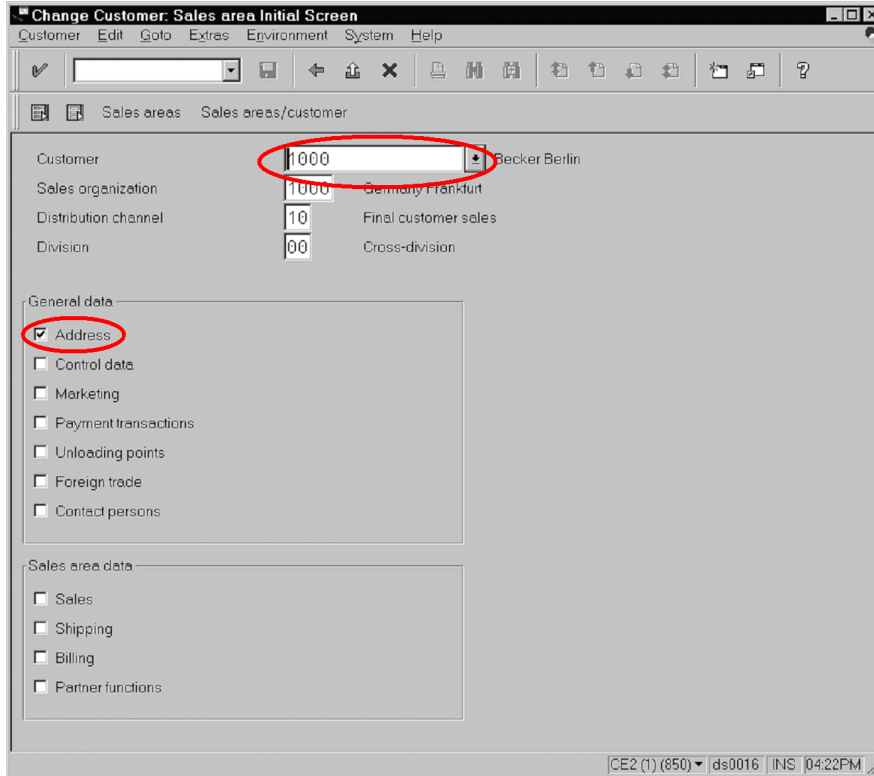 Change Customer: Sales area Initial Screen
Customer Edit Goto Extras Environment System Help
Sales areas Sales areas/customer
Customer 1000 Becker Berlin
Sales organization 1000 Germany Frankfurt
Distribution channel 10 Final customer sales
Division 00 Cross-division
General data
Address
Control data
Marketing
Payment transactions
Unloading points
Foreign trade
Contact persons
Sales area data
Sales
Shipping
Billing
Partner functions
CE2 (1) (850) ds0016 INS 04:22PM